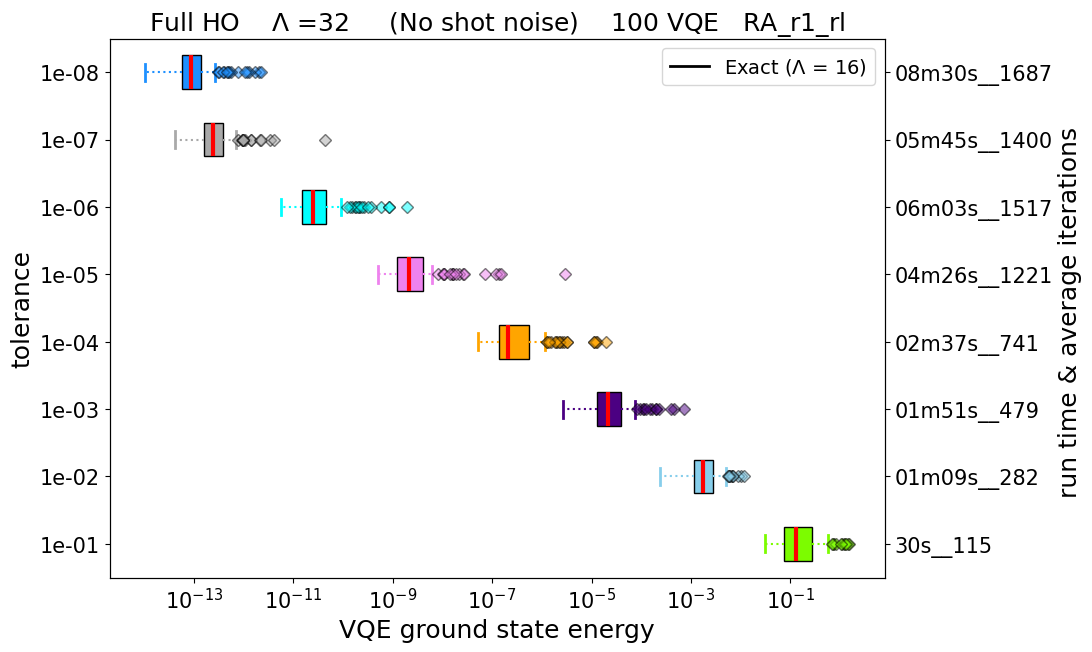 Full HO Λ =32 (No shot noise) 100 VQE RA_r1_rl
Exact (Λ = 16)
tolerance
1e-08
1e-07
1e-06
1e-05
1e-04
1e-03
1e-02
1e-01
08m30s__1687
05m45s__1400
06m03s__1517
04m26s__1221
02m37s__741
01m51s__479
01m09s__282
30s__115
run time & average iterations
10⁻¹³ 10⁻¹¹ 10⁻⁹ 10⁻⁷ 10⁻⁵ 10⁻³ 10⁻¹
VQE ground state energy